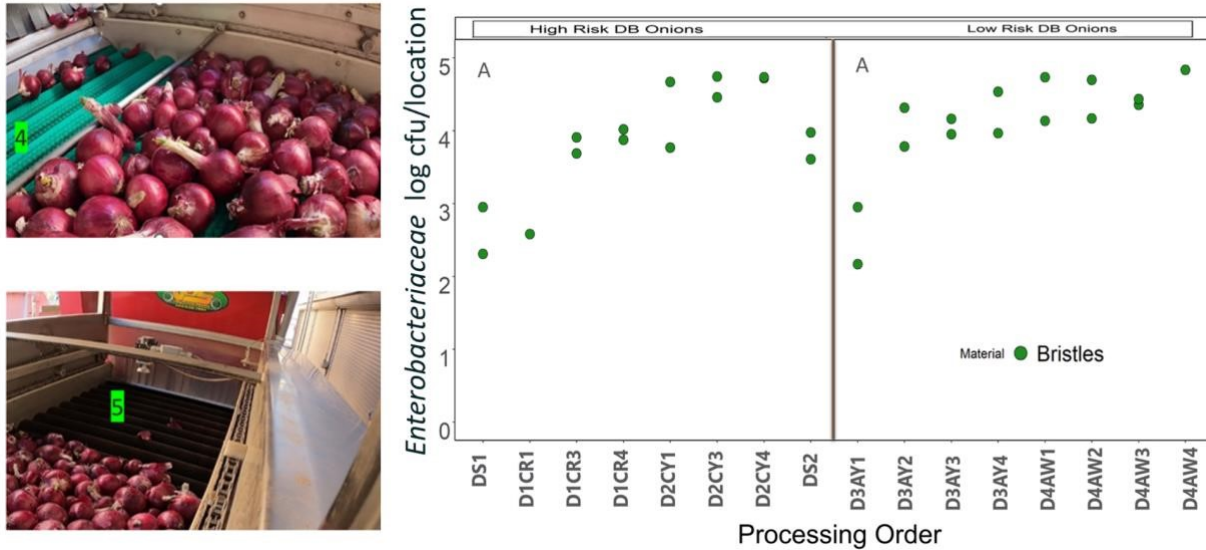 4
5
High Risk DB Onions
Low Risk DB Onions
A
A
Enterobacteriaceae log cfu/location
5
4
3
2
1
0
Material Bristles
DS1
D1CR1
D1CR3
D1CR4
D2CY1
D2CY3
D2CY4
DS2
D3AY1
D3AY2
D3AY3
D3AY4
D4AW1
D4AW2
D4AW3
D4AW4
Processing Order